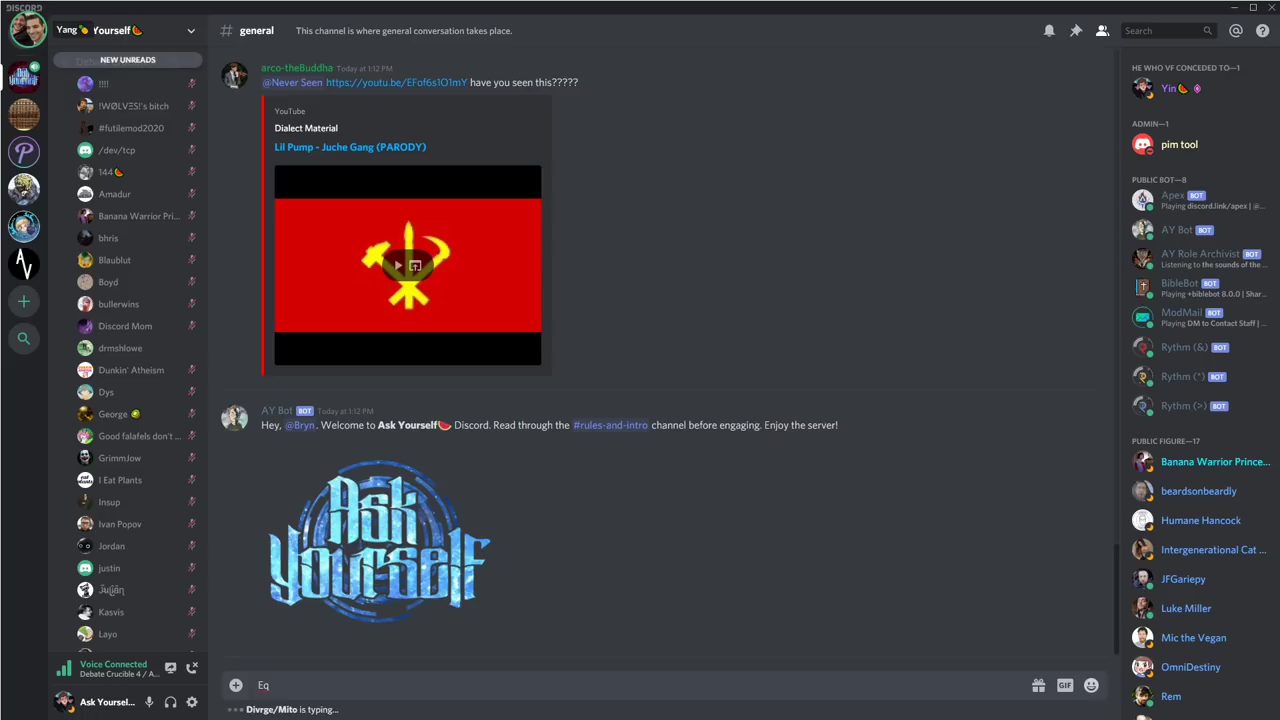 DISCORD
Yang🍍 Yourself🍉
# general
This channel is where general conversation takes place.
Search
NEW UNREADS
!!!!
!WØLVΞS!'s bitch
#futilemod2020
/dev/tcp
144🍉
Amadur
Banana Warrior Pri...
bhris
Blaublut
Boyd
bullerwins
Discord Mom
drmshlowe
Dunkin' Atheism
Dys
George 🥝
Good falafels don't ...
GrimmJow
I Eat Plants
Insup
Ivan Popov
Jordan
justin
Kasvis
Layo
Voice Connected
Debate Crucible 4 / A...
Ask Yoursel...
arco-theBuddha Today at 1:12 PM
@Never Seen https://youtu.be/EFof6s1O1mY have you seen this?????
YouTube
Dialect Material
Lil Pump - Juche Gang (PARODY)
AY Bot BOT Today at 1:12 PM
Hey, @Bryn. Welcome to Ask Yourself🍉 Discord. Read through the #rules-and-intro channel before engaging. Enjoy the server!
Ask
Yourself
Eq
GIF
Divrge/Mito is typing...
HE WHO VF CONCEDED TO—1
Yin🍉
ADMIN—1
pim tool
PUBLIC BOT—8
Apex BOT
Playing discord.link/apex | @...
AY Bot BOT
AY Role Archivist BOT
Listening to the sounds of the...
BibleBot BOT
Playing +biblebot 8.0.0 | Shar...
ModMail BOT
Playing DM to Contact Staff | ...
Rythm (&) BOT
Rythm (*) BOT
Rythm (>) BOT
PUBLIC FIGURE—17
Banana Warrior Prince...
beardsonbeardly
Humane Hancock
Intergenerational Cat ...
JFGariepy
Luke Miller
Mic the Vegan
OmniDestiny
Rem